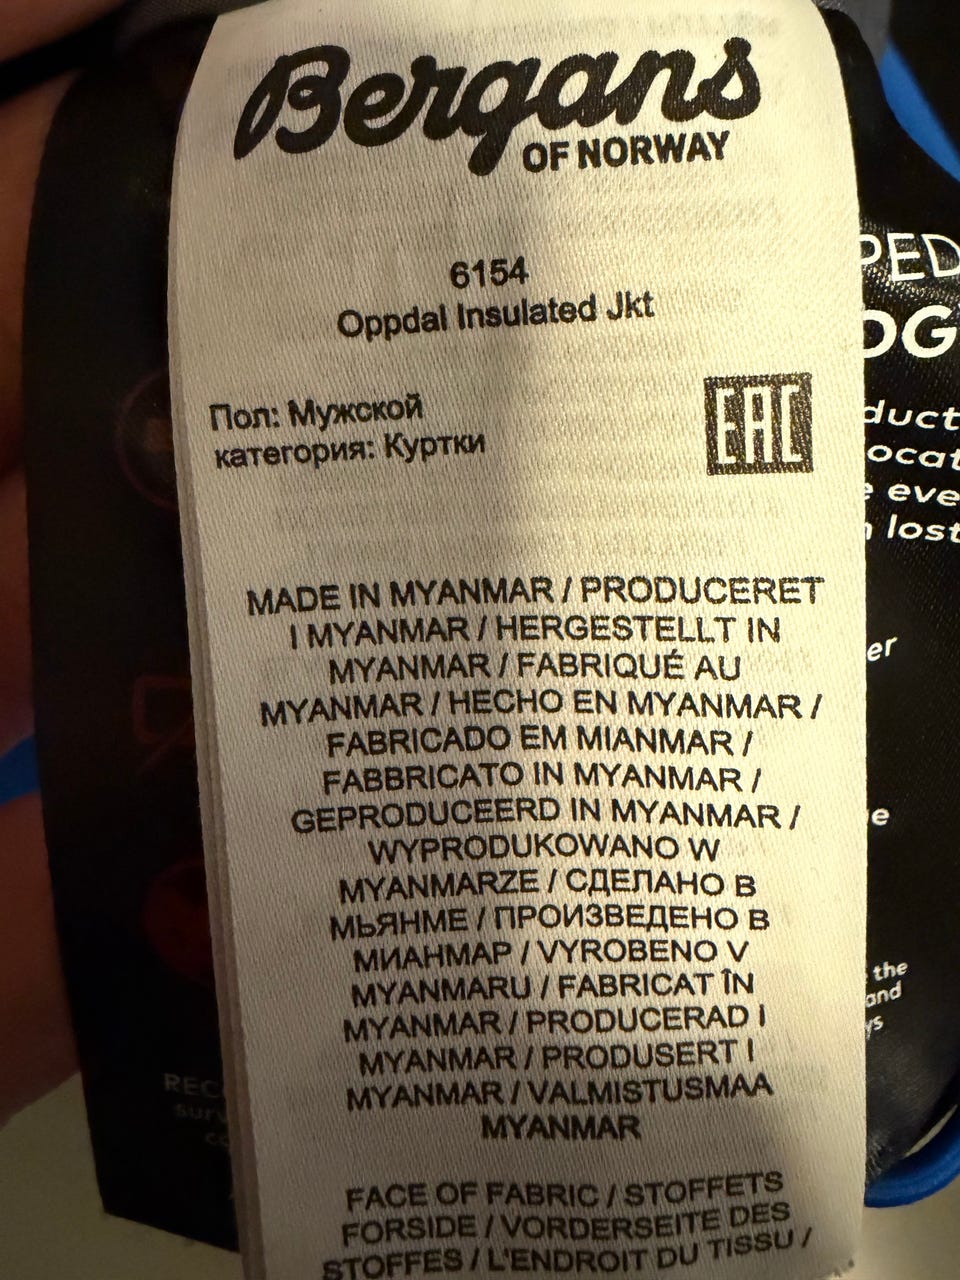 Bergans
OF NORWAY
6154
Oppdal Insulated Jkt
Пол: Мужской
категория: Куртки
EAC
MADE IN MYANMAR / PRODUCERET
I MYANMAR / HERGESTELLT IN
MYANMAR / FABRIQUÉ AU
MYANMAR / HECHO EN MYANMAR /
FABRICADO EM MIANMAR /
FABBRICATO IN MYANMAR /
GEPRODUCEERD IN MYANMAR /
WYPRODUKOWANO W
MYANMARZE / СДЕЛАНО В
МЬЯНМЕ / ПРОИЗВЕДЕНО В
МИАНМАР / VYROBENO V
MYANMARU / FABRICAT ÎN
MYANMAR / PRODUCERAD I
MYANMAR / PRODUSERT I
MYANMAR / VALMISTUSMAA
MYANMAR
FACE OF FABRIC / STOFFETS
FORSIDE / VORDERSEITE DES
STOFFES / L'ENDROIT DU TISSU /
lost
the